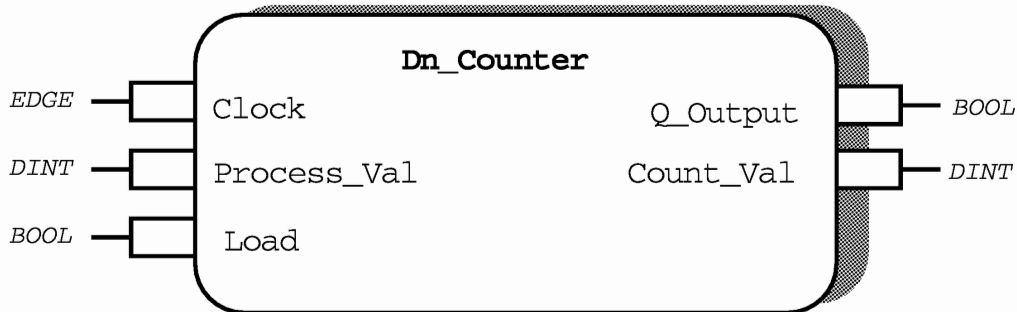 Dn_Counter
EDGE Clock Q_Output BOOL
DINT Process_Val Count_Val DINT
BOOL Load